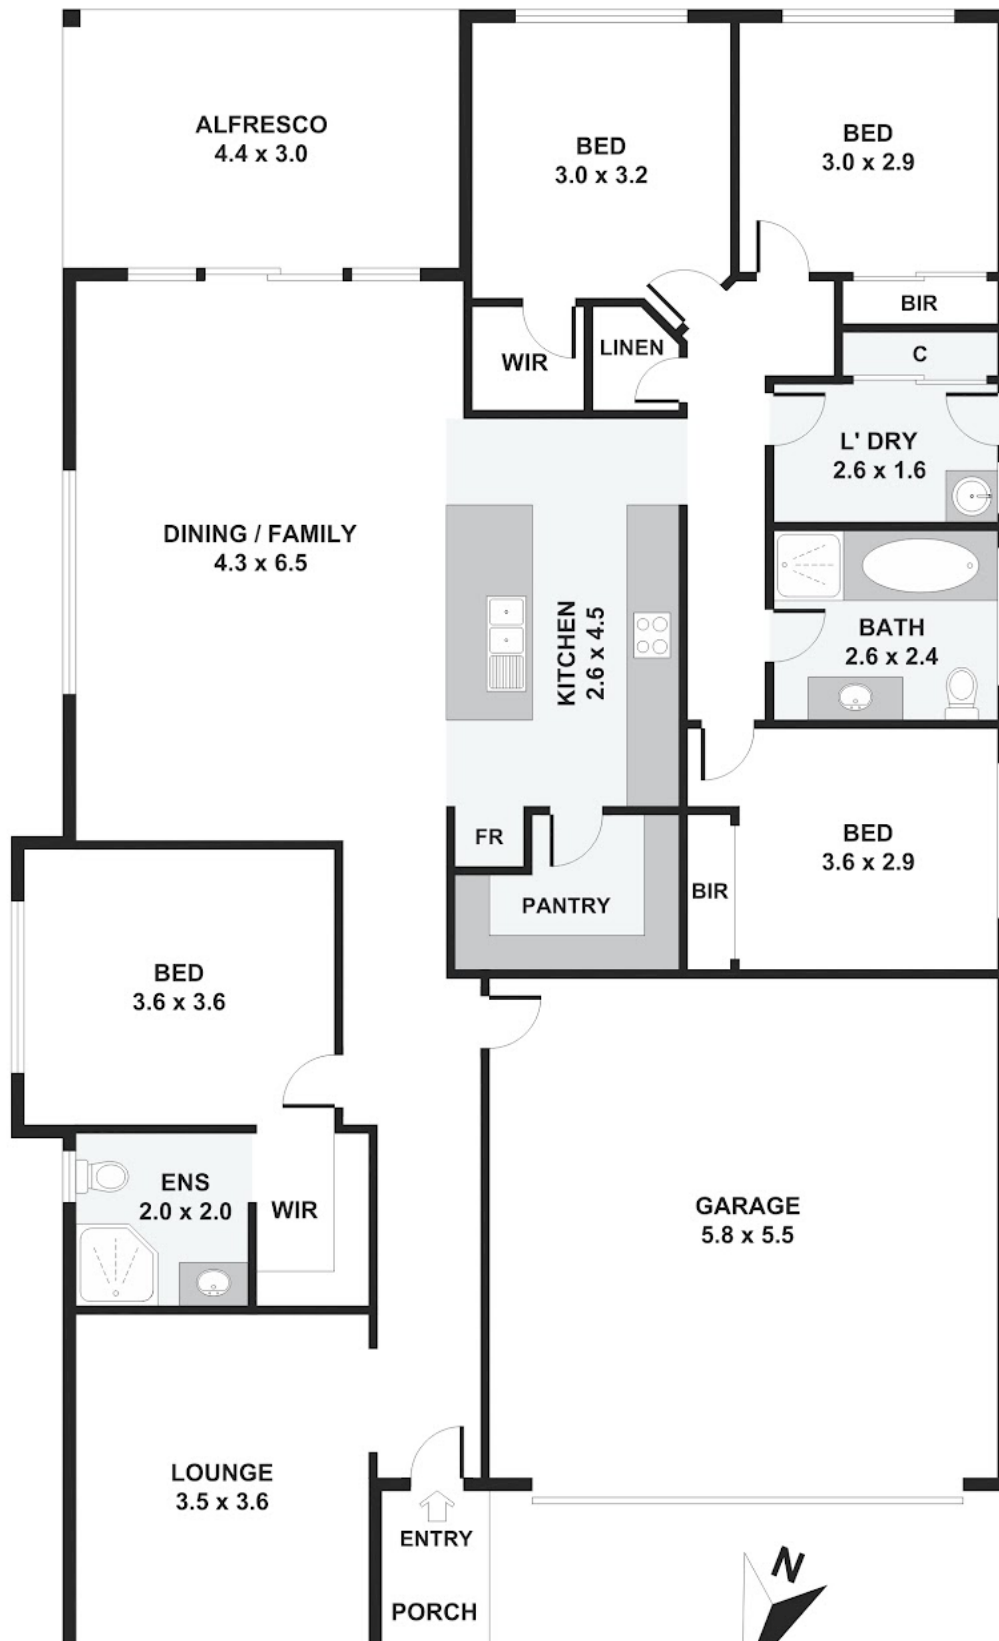 ALFRESCO
4.4 x 3.0
BED
3.0 x 3.2
BED
3.0 x 2.9
BIR
C
WIR
LINEN
L' DRY
2.6 x 1.6
DINING / FAMILY
4.3 x 6.5
KITCHEN
2.6 x 4.5
BATH
2.6 x 2.4
FR
PANTRY
BIR
BED
3.6 x 2.9
BED
3.6 x 3.6
ENS
2.0 x 2.0
WIR
GARAGE
5.8 x 5.5
LOUNGE
3.5 x 3.6
ENTRY
PORCH
N